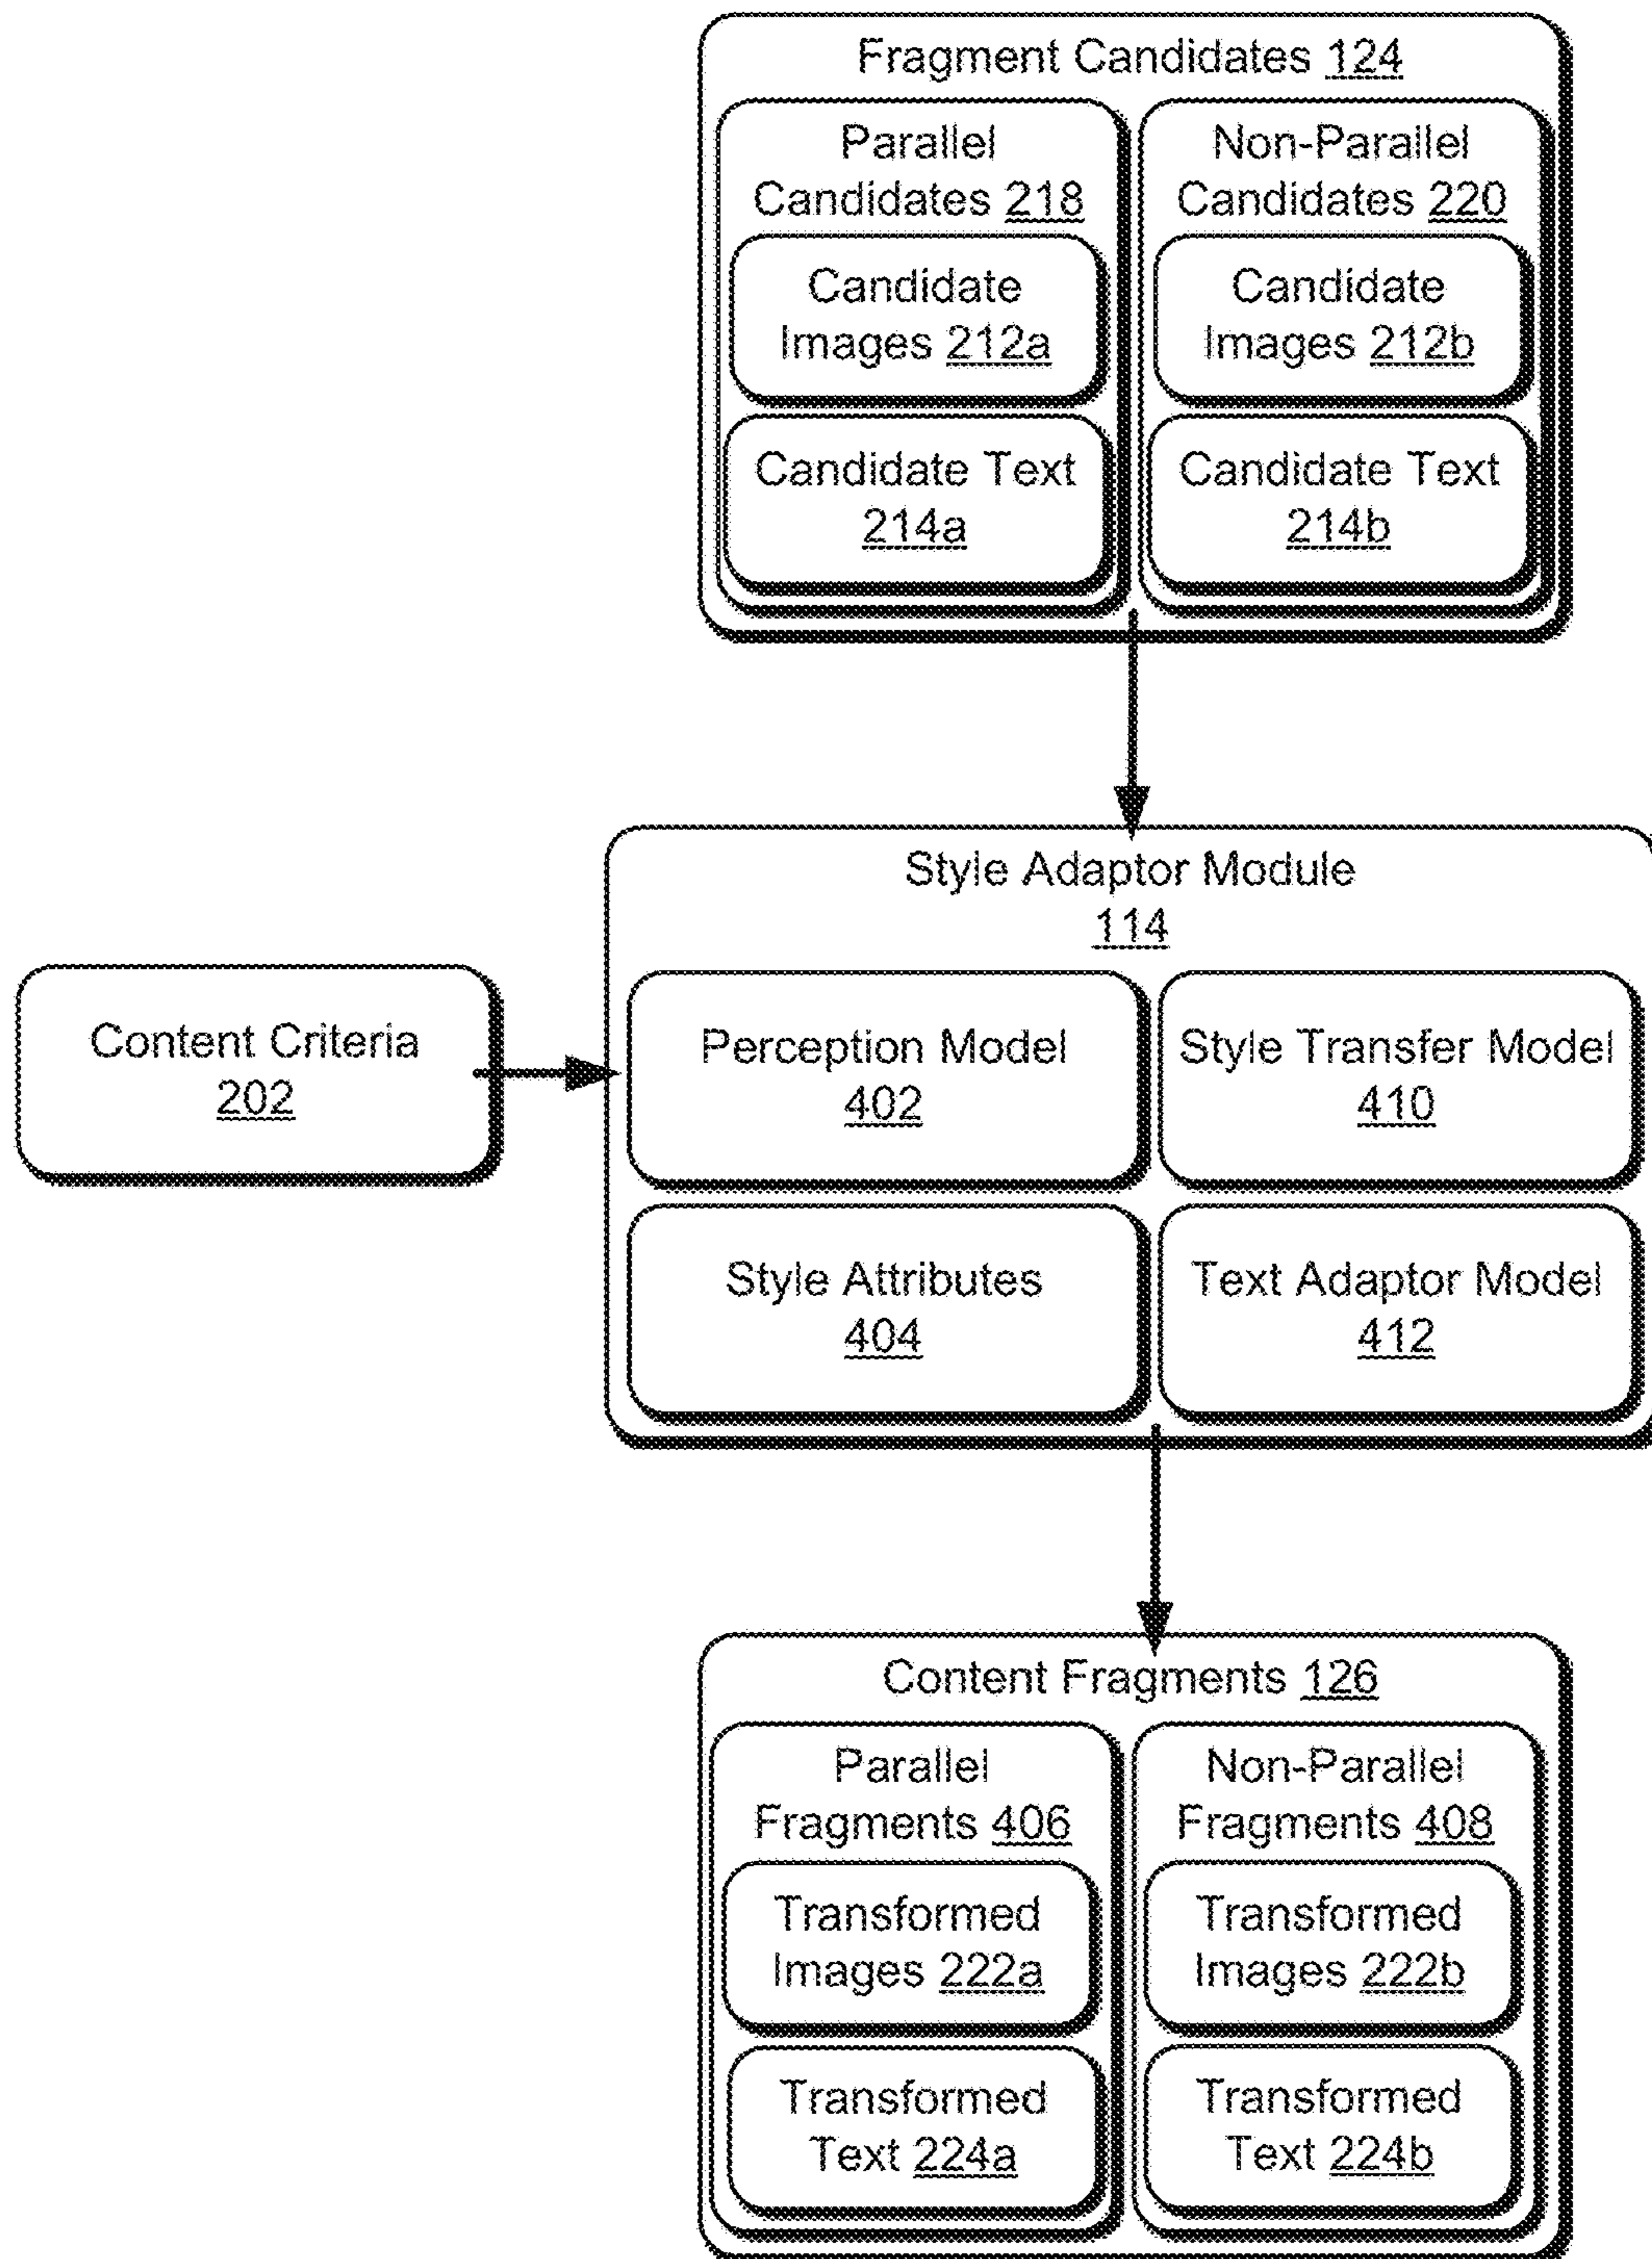 Fragment Candidates 124
Parallel
Candidates 218
Candidate
Images 212a
Candidate Text
214a
Non-Parallel
Candidates 220
Candidate
Images 212b
Candidate Text
214b
Style Adaptor Module
114
Content Criteria
202
Perception Model
402
Style Transfer Model
410
Style Attributes
404
Text Adaptor Model
412
Content Fragments 126
Parallel
Fragments 406
Transformed
Images 222a
Transformed
Text 224a
Non-Parallel
Fragments 408
Transformed
Images 222b
Transformed
Text 224b